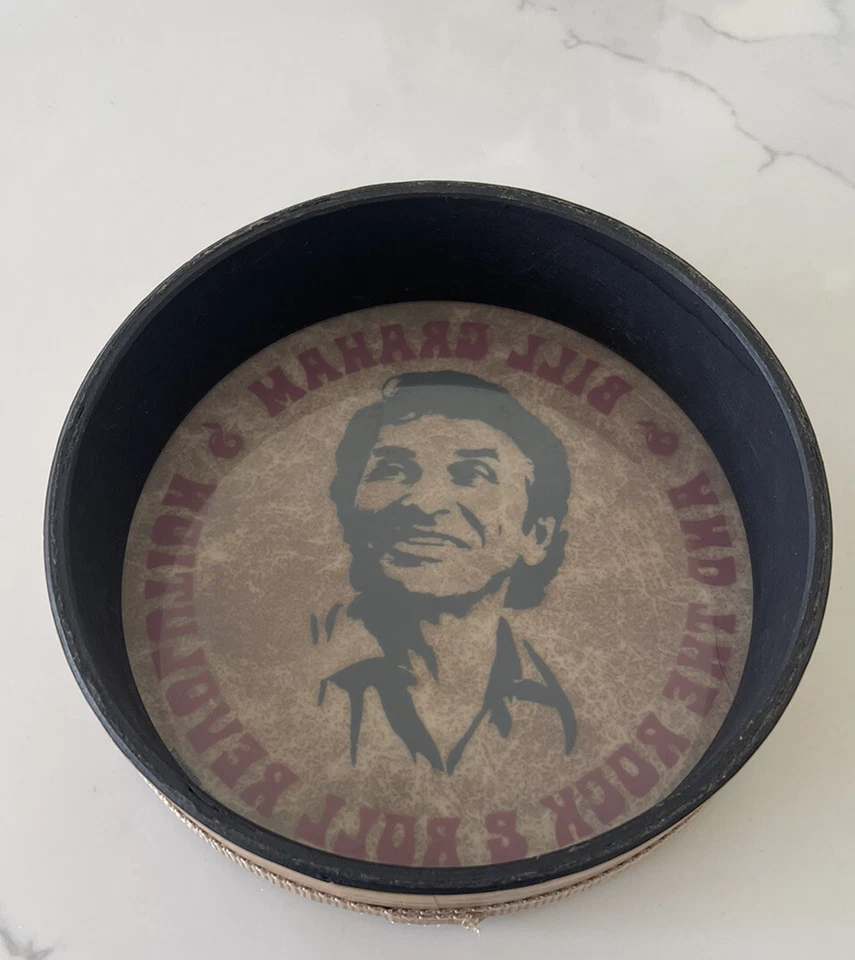 BILL GRAHAM
AND THE ROCK & ROLL REVOLUTION